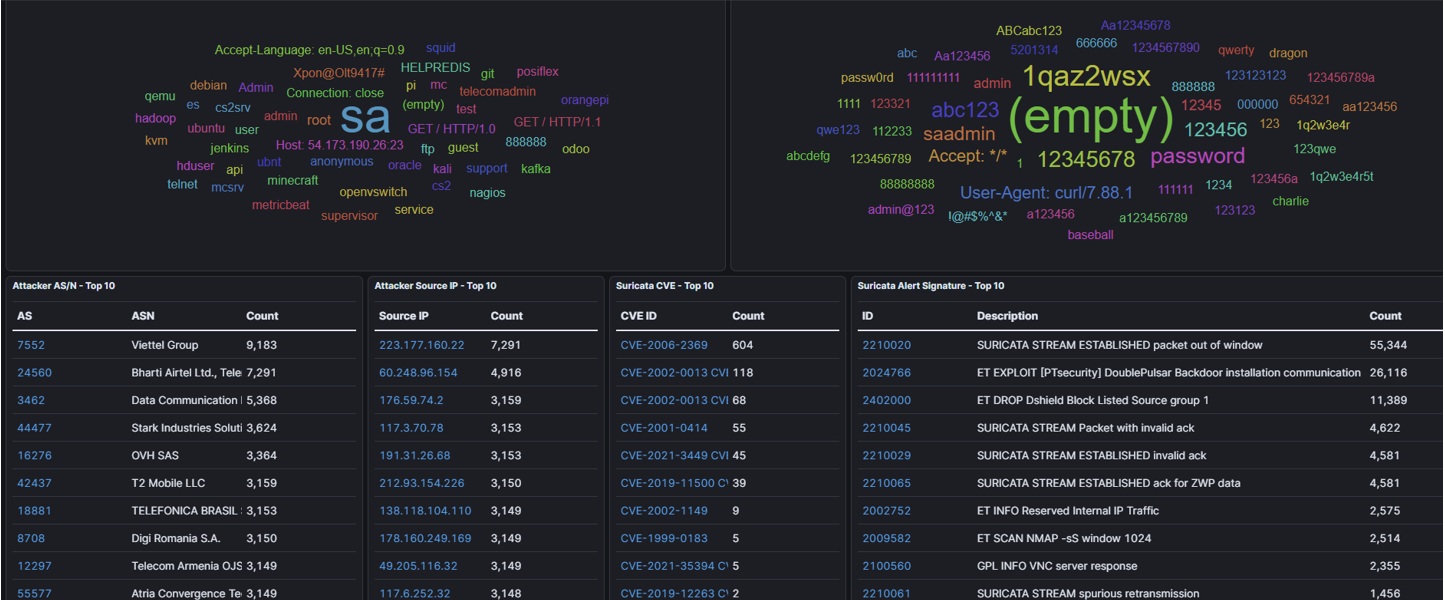 Accept-Language: en-US,en;q=0.9 squid
Xpon@Olt9417# HELPREDIS git posiflex
debian Admin Connection: close pi mc telecomadmin
qemu es cs2srv (empty) test orangepi
hadoop admin root sa GET / HTTP/1.0 GET / HTTP/1.1
ubuntu user
kvm jenkins Host: 54.173.190.26:23 ftp guest 888888 odoo
hduser api ubnt anonymous oracle kali support kafka
telnet mcsrv minecraft openvswitch cs2 nagios
metricbeat supervisor service
ABCabc123 Aa12345678
abc Aa123456 5201314 666666 1234567890 qwerty dragon
passw0rd 111111111 admin 1qaz2wsx 888888 123123123 123456789a
1111 123321 abc123 (empty) 12345 000000 654321 aa123456
qwe123 112233 saadmin 123456 123 1q2w3e4r
abcdefg 123456789 Accept: */* 1 12345678 password 123qwe
88888888 User-Agent: curl/7.88.1 111111 1234 123456a 1q2w3e4r5t
admin@123 !@#$%^&* a123456 a123456789 123123 charlie
baseball
Attacker AS/N - Top 10
AS ASN Count
7552 Viettel Group 9,183
24560 Bharti Airtel Ltd., Tele 7,291
3462 Data Communication 5,368
44477 Stark Industries Soluti 3,624
16276 OVH SAS 3,364
42437 T2 Mobile LLC 3,159
18881 TELEFONICA BRASIL 3,153
8708 Digi Romania S.A. 3,150
12297 Telecom Armenia OJS 3,149
55577 Atria Convergence Te 3,149
Attacker Source IP - Top 10
Source IP Count
223.177.160.22 7,291
60.248.96.154 4,916
176.59.74.2 3,159
117.3.70.78 3,153
191.31.26.68 3,153
212.93.154.226 3,150
138.118.104.110 3,149
178.160.249.169 3,149
49.205.116.32 3,149
117.6.252.32 3,148
Suricata CVE - Top 10
CVE ID Count
CVE-2006-2369 604
CVE-2002-0013 CVI 118
CVE-2002-0013 CVI 68
CVE-2001-0414 55
CVE-2021-3449 CVI 45
CVE-2019-11500 C 39
CVE-2002-1149 9
CVE-1999-0183 5
CVE-2021-35394 C 5
CVE-2019-12263 C 2
Suricata Alert Signature - Top 10
ID Description Count
2210020 SURICATA STREAM ESTABLISHED packet out of window 55,344
2024766 ET EXPLOIT [PTsecurity] DoublePulsar Backdoor installation communication 26,116
2402000 ET DROP Dshield Block Listed Source group 1 11,389
2210045 SURICATA STREAM Packet with invalid ack 4,622
2210029 SURICATA STREAM ESTABLISHED invalid ack 4,581
2210065 SURICATA STREAM ESTABLISHED ack for ZWP data 4,581
2002752 ET INFO Reserved Internal IP Traffic 2,575
2009582 ET SCAN NMAP -sS window 1024 2,514
2100560 GPL INFO VNC server response 2,355
2210061 SURICATA STREAM spurious retransmission 1,456